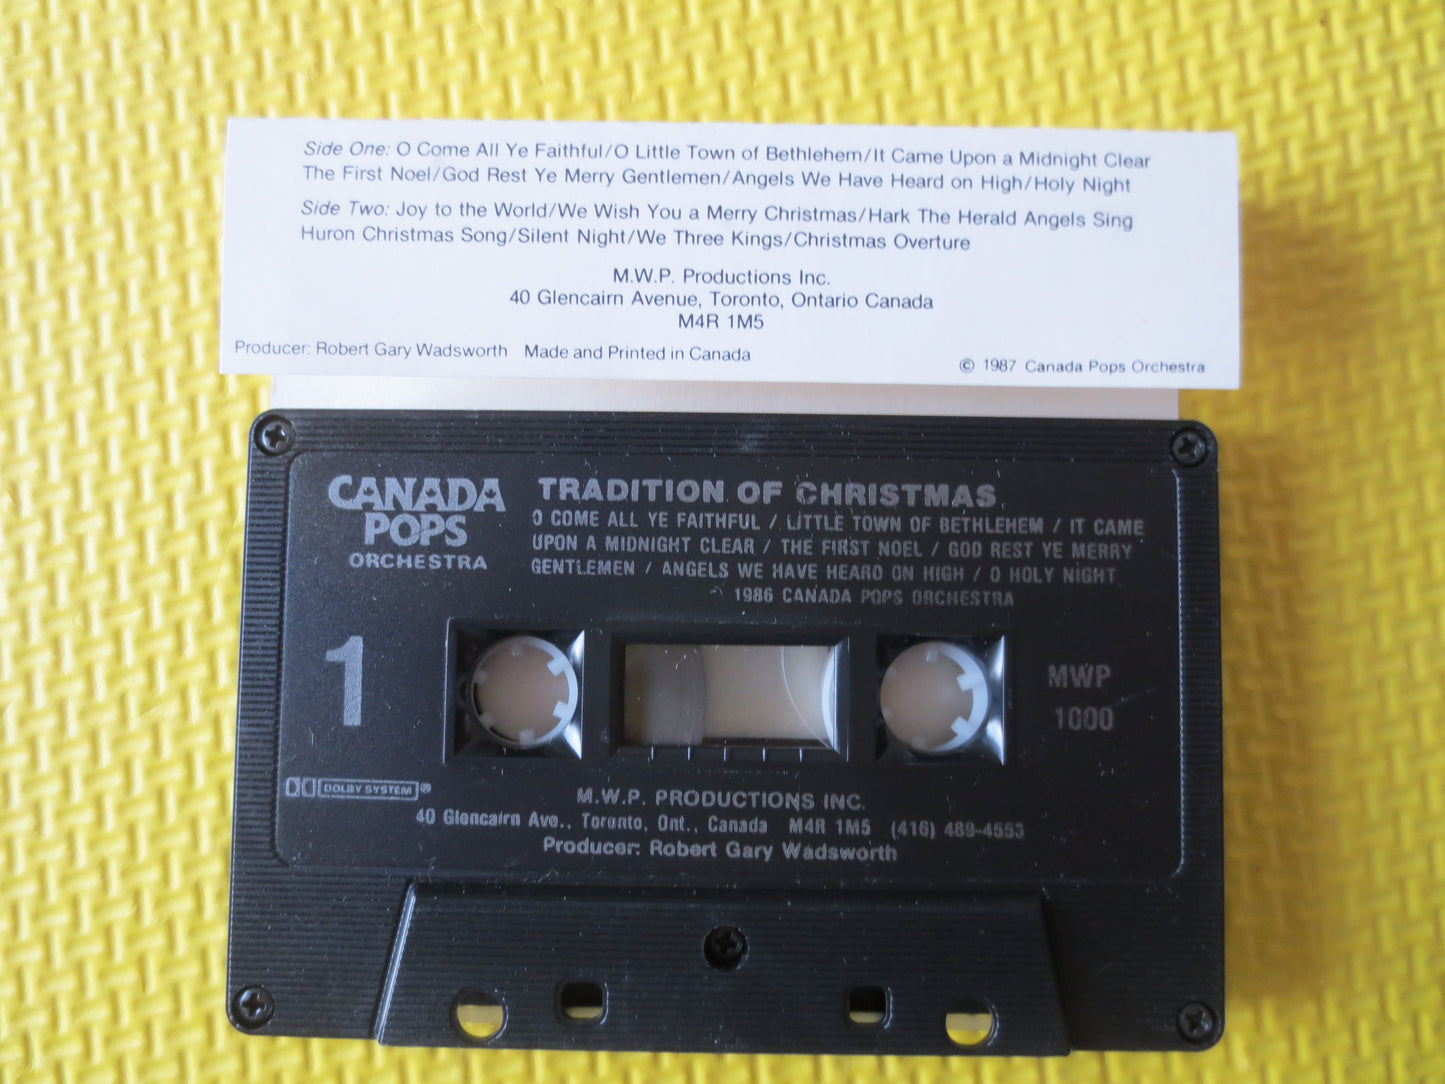 Side One: O Come All Ye Faithful/O Little Town of Bethlehem/It Came Upon a Midnight Clear
The First Noel/God Rest Ye Merry Gentlemen/Angels We Have Heard on High/Holy Night
Side Two: Joy to the World/We Wish You a Merry Christmas/Hark The Herald Angels Sing
Huron Christmas Song/Silent Night/We Three Kings/Christmas Overture
M.W.P. Productions Inc.
40 Glencairn Avenue, Toronto, Ontario Canada
M4R 1M5
Producer: Robert Gary Wadsworth Made and Printed in Canada
© 1987 Canada Pops Orchestra
CANADA
POPS
ORCHESTRA
TRADITION OF CHRISTMAS
O COME ALL YE FAITHFUL / LITTLE TOWN OF BETHLEHEM / IT CAME
UPON A MIDNIGHT CLEAR / THE FIRST NOEL / GOD REST YE MERRY
GENTLEMEN / ANGELS WE HAVE HEARD ON HIGH / O HOLY NIGHT
1986 CANADA POPS ORCHESTRA
1
MWP
1000
DOLBY SYSTEM ®
M.W.P. PRODUCTIONS INC.
40 Glencairn Ave., Toronto, Ont., Canada M4R 1M5 (416) 489-4553
Producer: Robert Gary Wadsworth